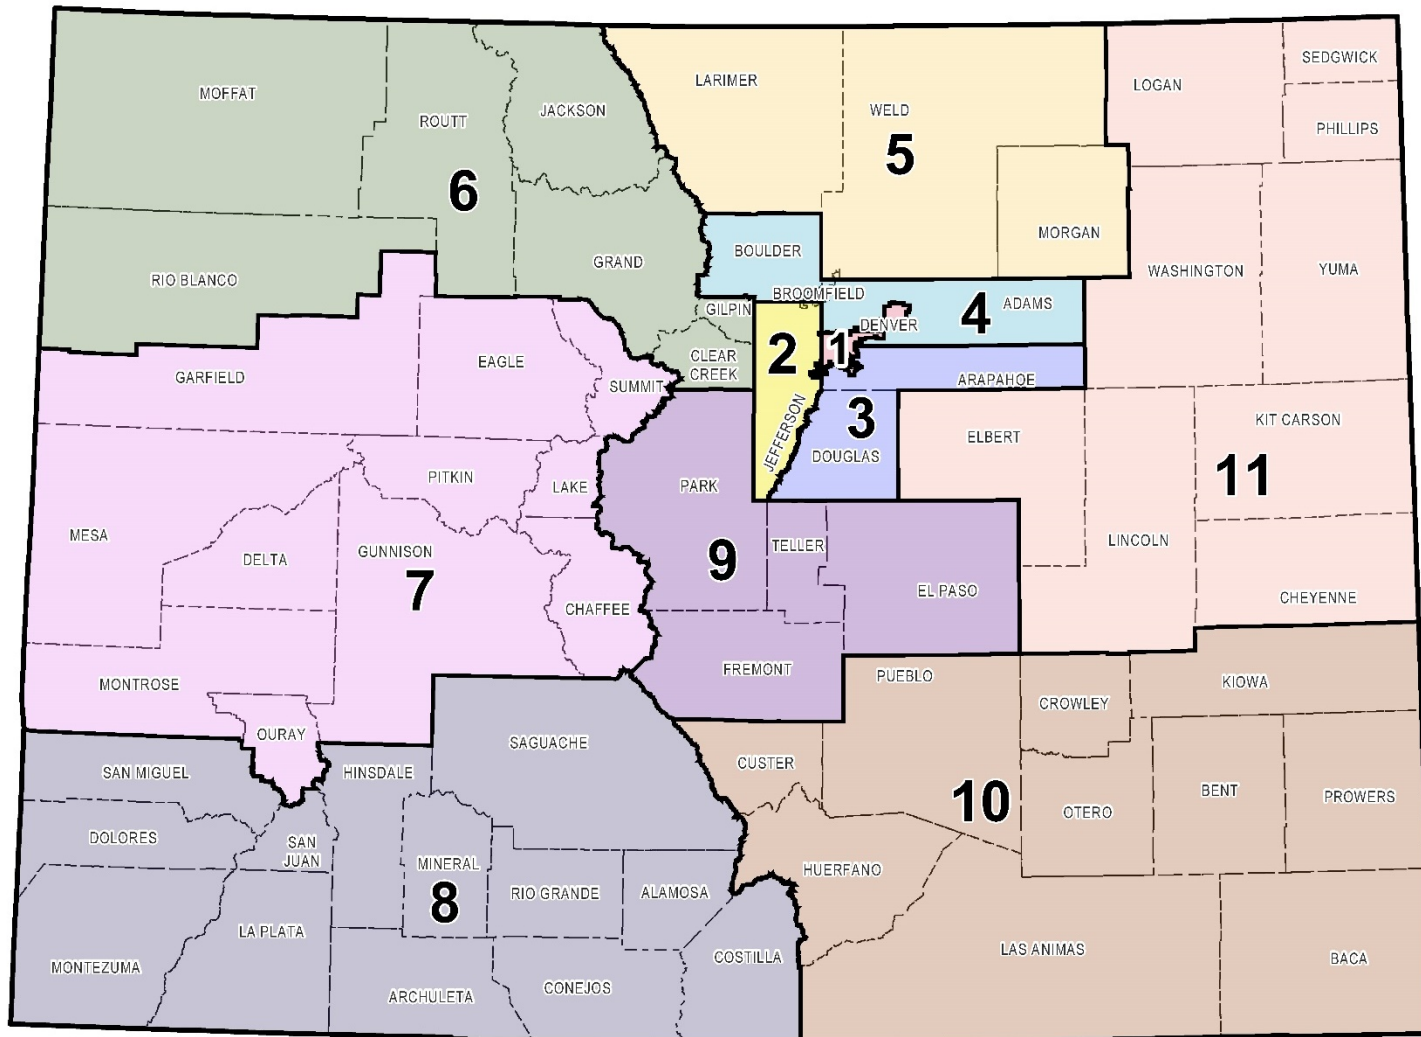 SEDGWICK
LARIMER
LOGAN
MOFFAT
JACKSON
WELD
ROUTT
PHILLIPS
5
6
MORGAN
BOULDER
GRAND
WASHINGTON
YUMA
RIO BLANCO
BROOMFIELD
ADAMS
GILPIN
4
DENVER
1
2
CLEAR
CREEK
EAGLE
GARFIELD
SUMMIT
ARAPAHOE
3
KIT CARSON
JEFFERSON
ELBERT
DOUGLAS
11
PITKIN
LAKE
PARK
MESA
LINCOLN
TELLER
GUNNISON
DELTA
9
7
EL PASO
CHEYENNE
CHAFFEE
FREMONT
PUEBLO
KIOWA
MONTROSE
CROWLEY
OURAY
SAGUACHE
CUSTER
SAN MIGUEL
HINSDALE
BENT
PROWERS
10
OTERO
DOLORES
SAN
JUAN
MINERAL
HUERFANO
8
RIO GRANDE
ALAMOSA
LA PLATA
LAS ANIMAS
COSTILLA
BACA
MONTEZUMA
CONEJOS
ARCHULETA